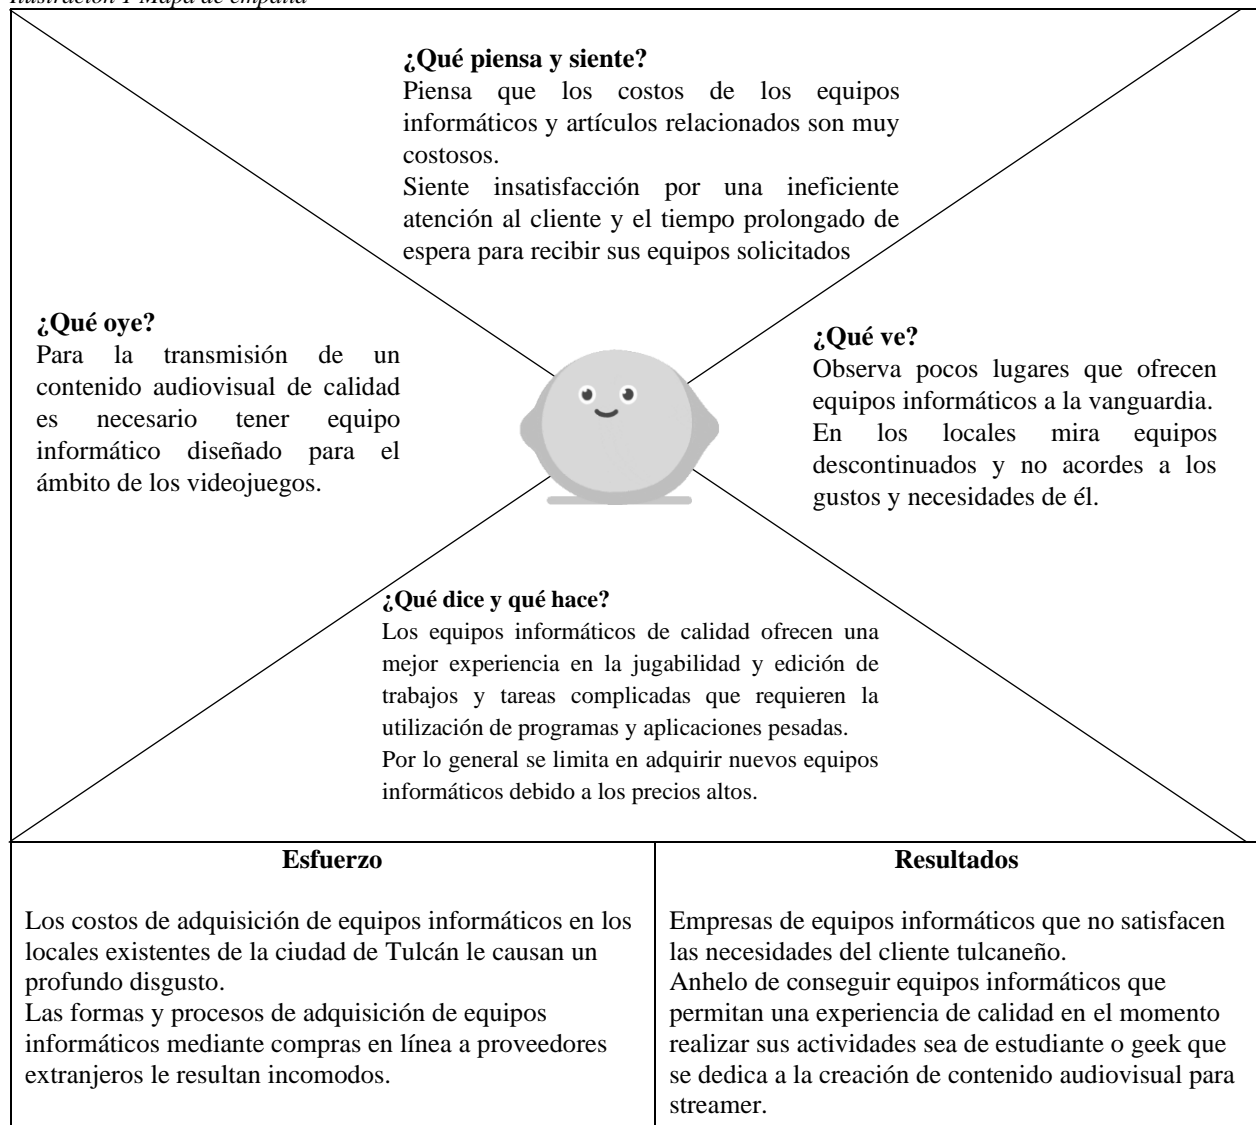 Ilustración 1 Mapa de empatía
¿Qué piensa y siente?
Piensa que los costos de los equipos
informáticos y artículos relacionados son muy
costosos.
Siente insatisfacción por una ineficiente
atención al cliente y el tiempo prolongado de
espera para recibir sus equipos solicitados
¿Qué oye?
Para la transmisión de un
contenido audiovisual de calidad
es necesario tener equipo
informático diseñado para el
ámbito de los videojuegos.
¿Qué ve?
Observa pocos lugares que ofrecen
equipos informáticos a la vanguardia.
En los locales mira equipos
descontinuados y no acordes a los
gustos y necesidades de él.
¿Qué dice y qué hace?
Los equipos informáticos de calidad ofrecen una
mejor experiencia en la jugabilidad y edición de
trabajos y tareas complicadas que requieren la
utilización de programas y aplicaciones pesadas.
Por lo general se limita en adquirir nuevos equipos
informáticos debido a los precios altos.
Esfuerzo
Los costos de adquisición de equipos informáticos en los
locales existentes de la ciudad de Tulcán le causan un
profundo disgusto.
Las formas y procesos de adquisición de equipos
informáticos mediante compras en línea a proveedores
extranjeros le resultan incomodos.
Resultados
Empresas de equipos informáticos que no satisfacen
las necesidades del cliente tulcaneño.
Anhelo de conseguir equipos informáticos que
permitan una experiencia de calidad en el momento
realizar sus actividades sea de estudiante o geek que
se dedica a la creación de contenido audiovisual para
streamer.